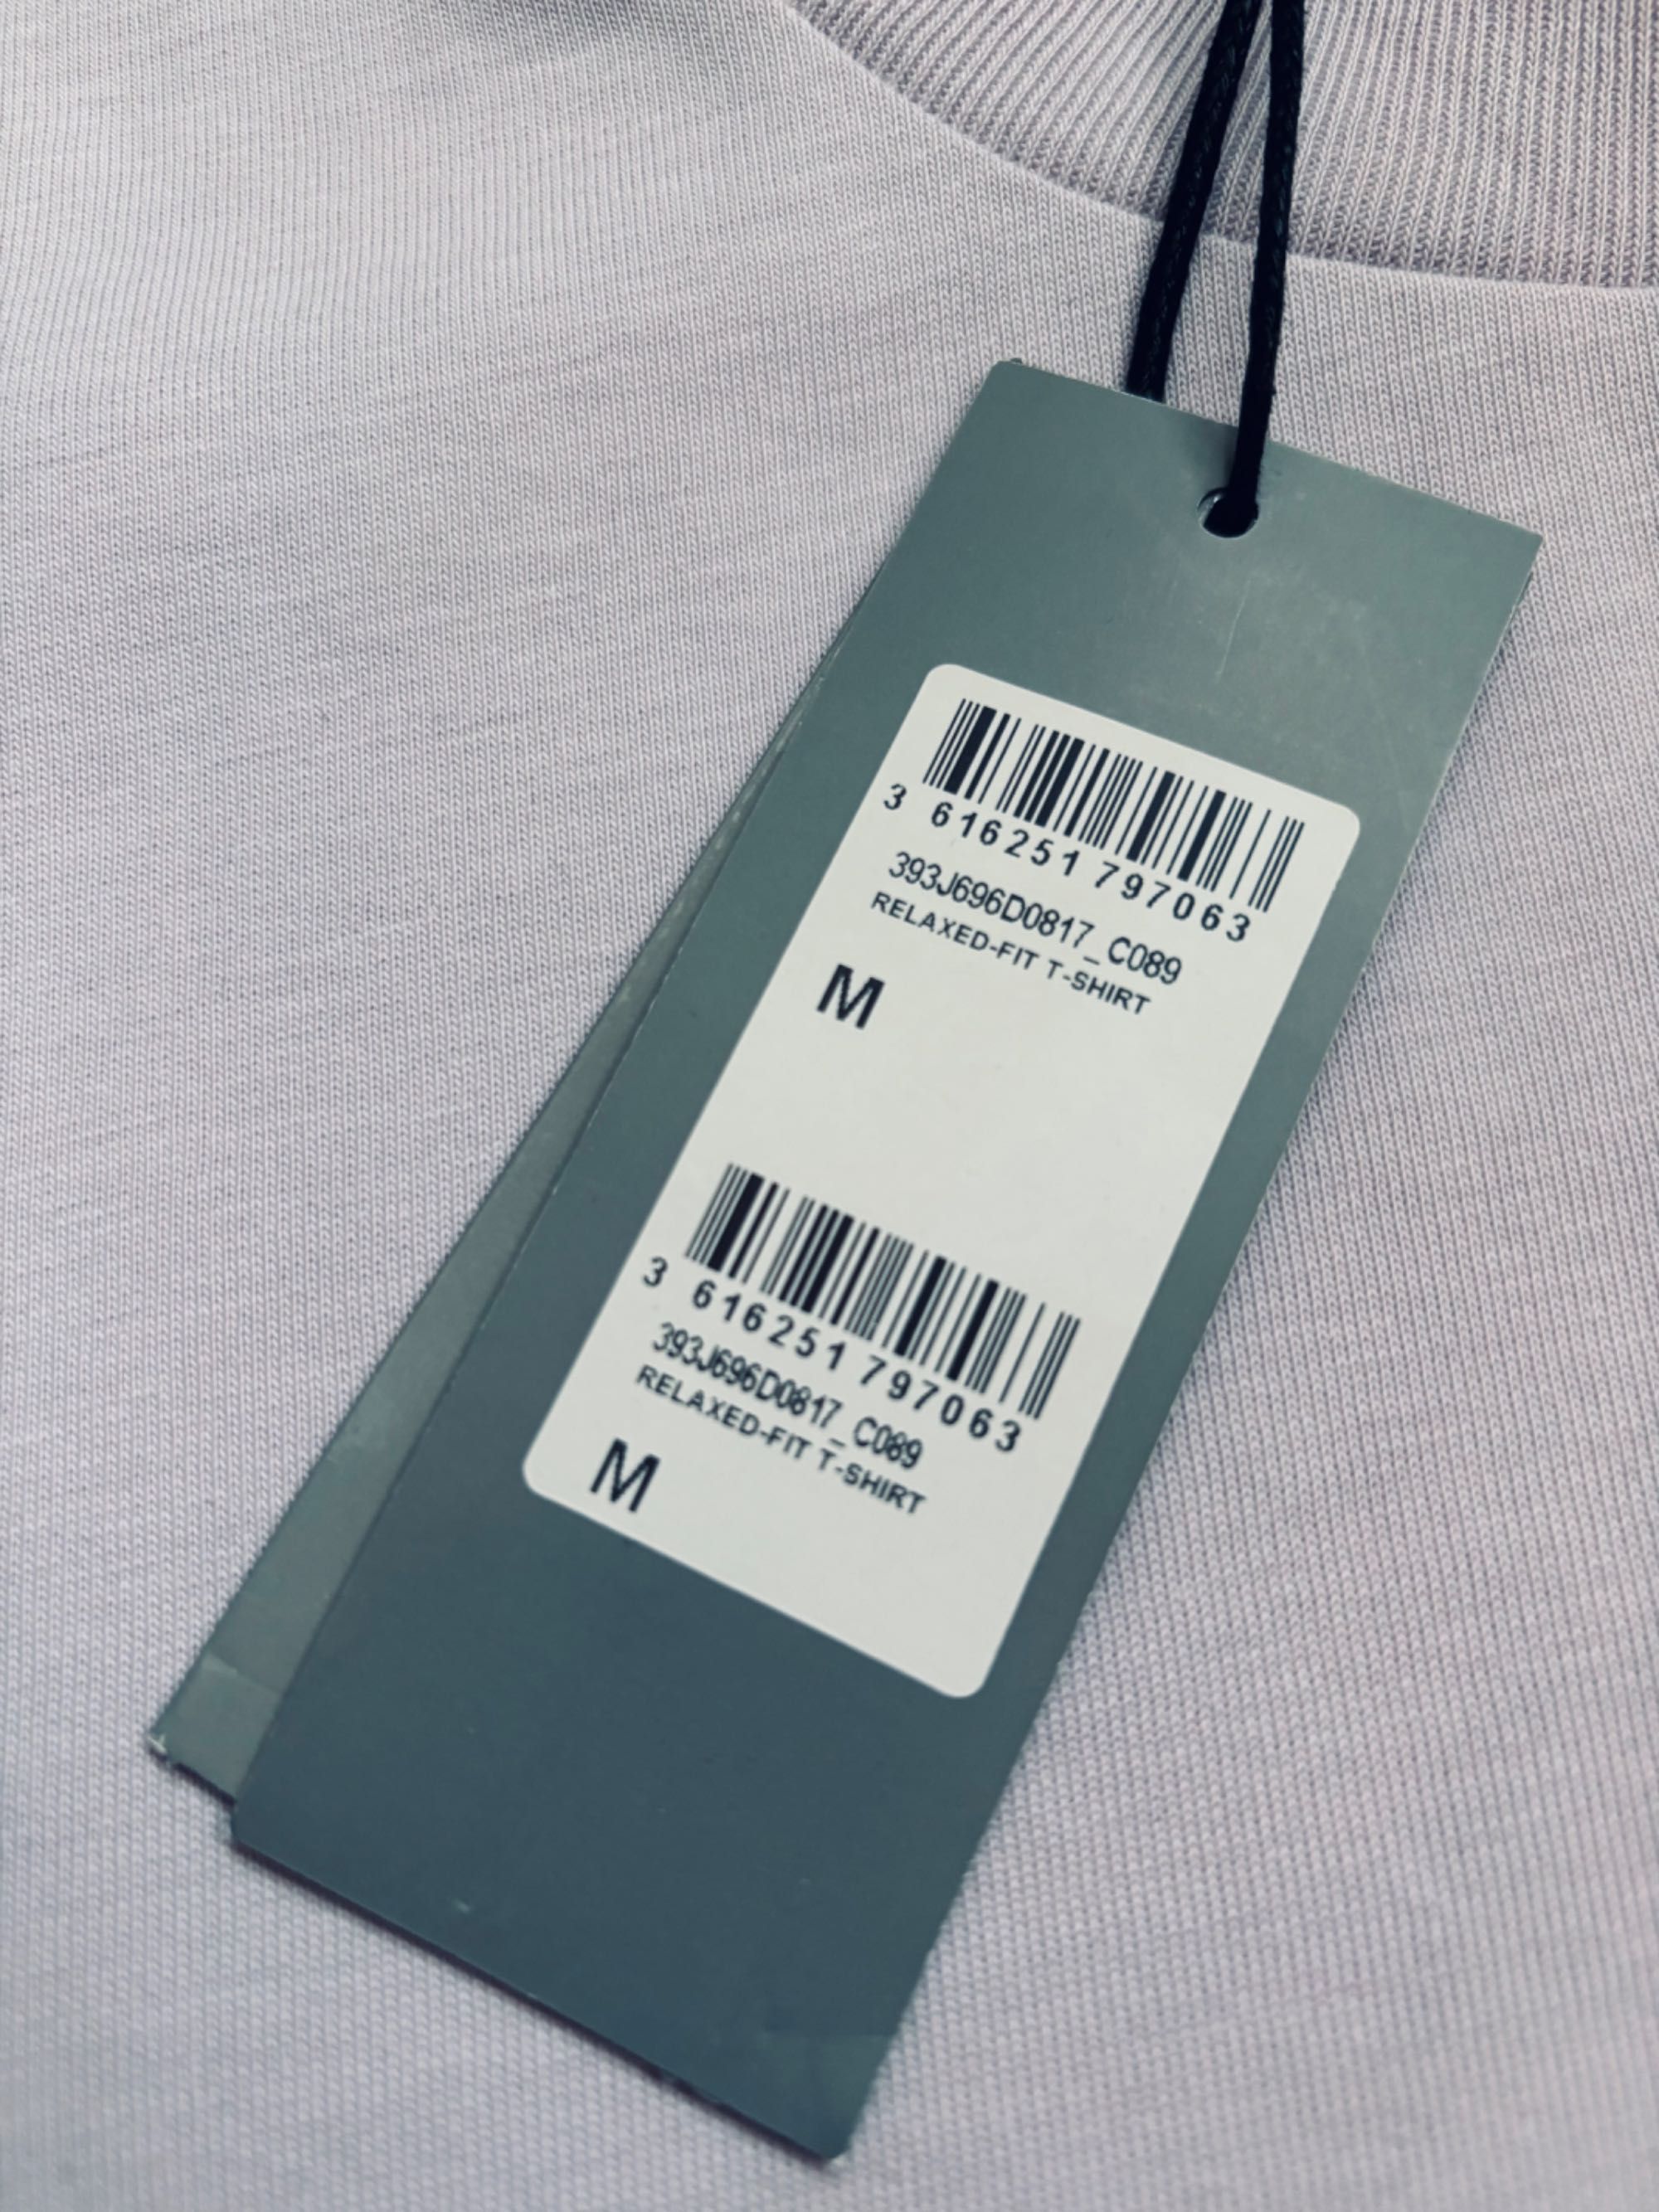 3 616251 797063
393J696D0817_C089
RELAXED-FIT T-SHIRT
M
3 616251 797063
393J696D0817_C089
RELAXED-FIT T-SHIRT
M